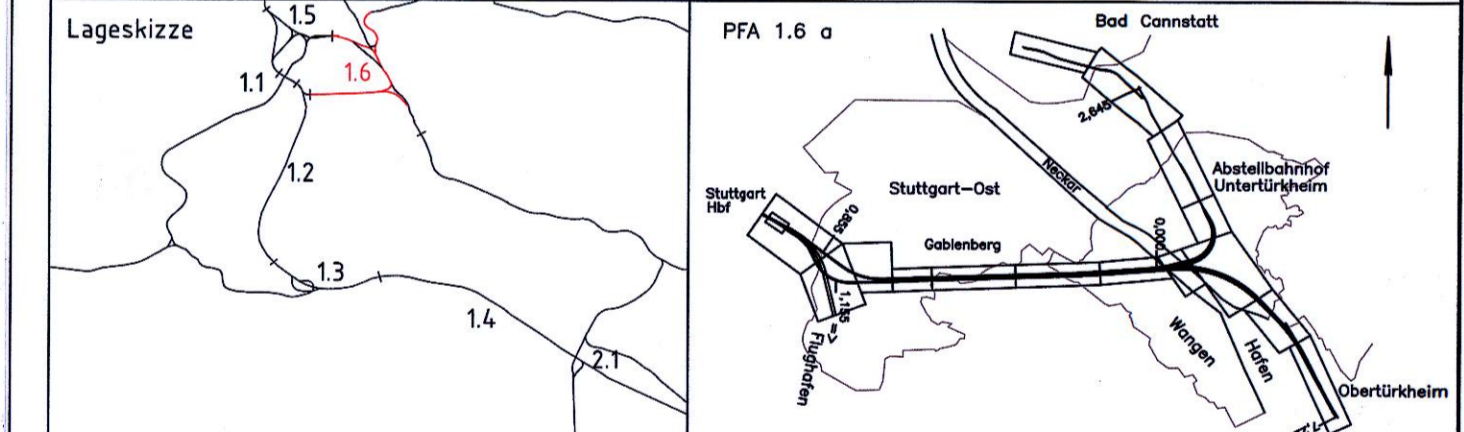 Lageskizze
1.5
1.1
1.6
1.2
1.3
1.4
2.1
PFA 1.6 a
Bad Cannstatt
2,645
Neckar
Abstellbahnhof
Untertürkheim
Stuttgart-Ost
Stuttgart
Hbf
0,855
Gablenberg
0,000
1,155 =>
Flughafen
Wangen
Hafen
Obertürkheim